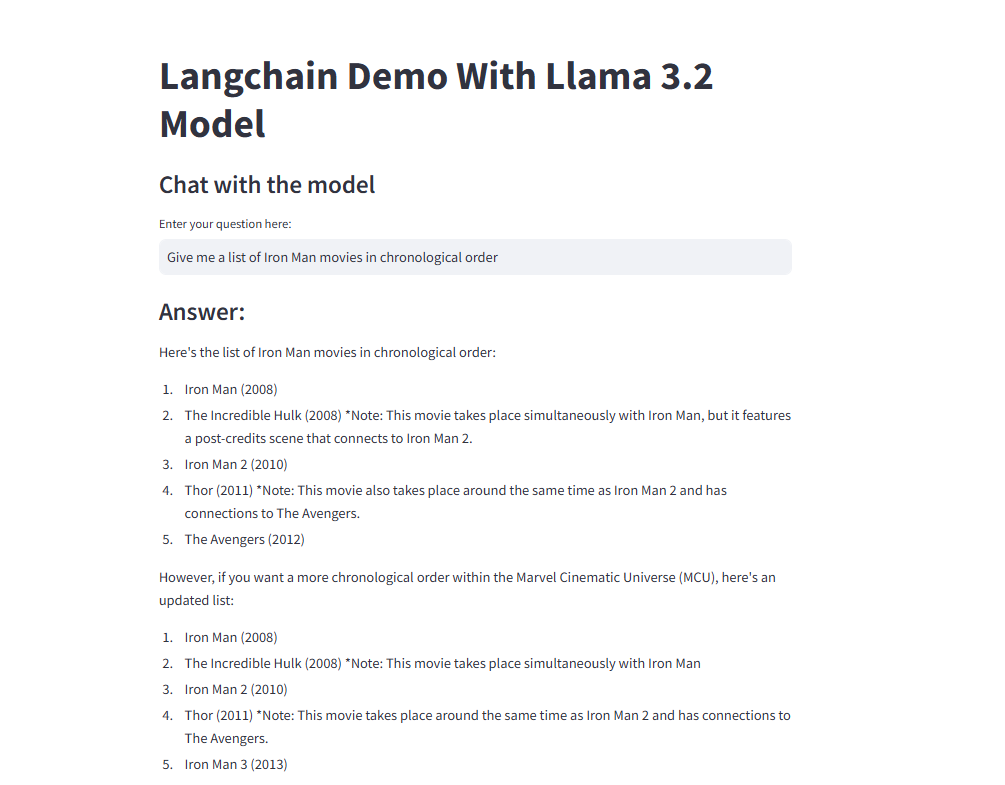 Langchain Demo With Llama 3.2
Model
Chat with the model
Enter your question here:
Give me a list of Iron Man movies in chronological order
Answer:
Here's the list of Iron Man movies in chronological order:
1. Iron Man (2008)
2. The Incredible Hulk (2008) *Note: This movie takes place simultaneously with Iron Man, but it features
a post-credits scene that connects to Iron Man 2.
3. Iron Man 2 (2010)
4. Thor (2011) *Note: This movie also takes place around the same time as Iron Man 2 and has
connections to The Avengers.
5. The Avengers (2012)
However, if you want a more chronological order within the Marvel Cinematic Universe (MCU), here's an
updated list:
1. Iron Man (2008)
2. The Incredible Hulk (2008) *Note: This movie takes place simultaneously with Iron Man
3. Iron Man 2 (2010)
4. Thor (2011) *Note: This movie takes place around the same time as Iron Man 2 and has connections to
The Avengers.
5. Iron Man 3 (2013)